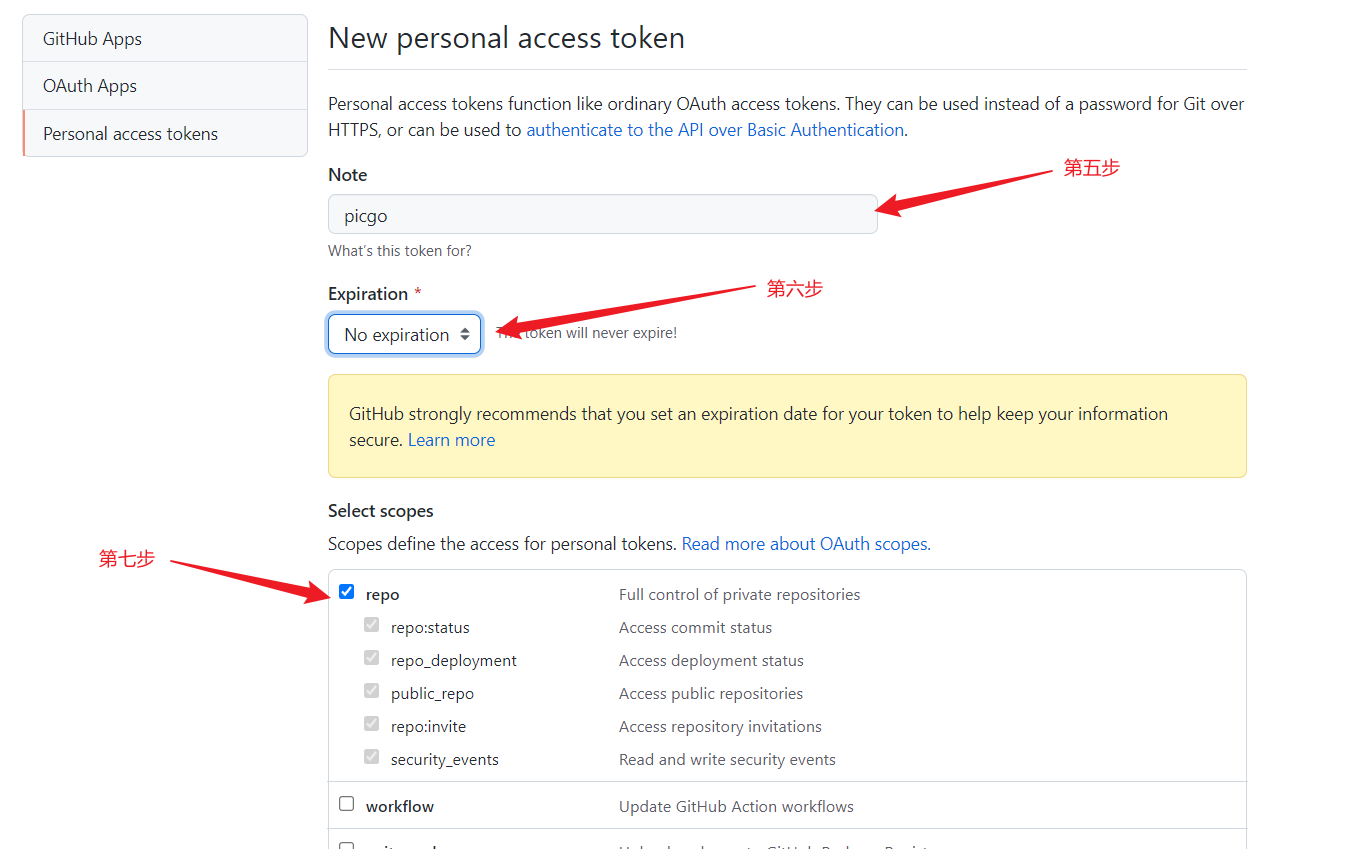 GitHub Apps
OAuth Apps
Personal access tokens
New personal access token
Personal access tokens function like ordinary OAuth access tokens. They can be used instead of a password for Git over
HTTPS, or can be used to authenticate to the API over Basic Authentication.
Note
第五步
picgo
What's this token for?
Expiration *
第六步
No expiration
token will never expire!
GitHub strongly recommends that you set an expiration date for your token to help keep your information
secure. Learn more
Select scopes
Scopes define the access for personal tokens. Read more about OAuth scopes.
第七步
repo Full control of private repositories
repo:status Access commit status
repo_deployment Access deployment status
public_repo Access public repositories
repo:invite Access repository invitations
security_events Read and write security events
workflow Update GitHub Action workflows